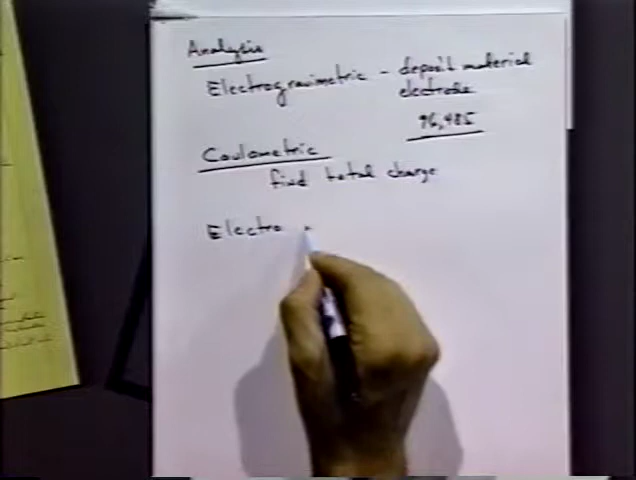 Analysis
Electrogravimetric - deposit material
electrode
96,485
Coulometric
find total charge
Electro